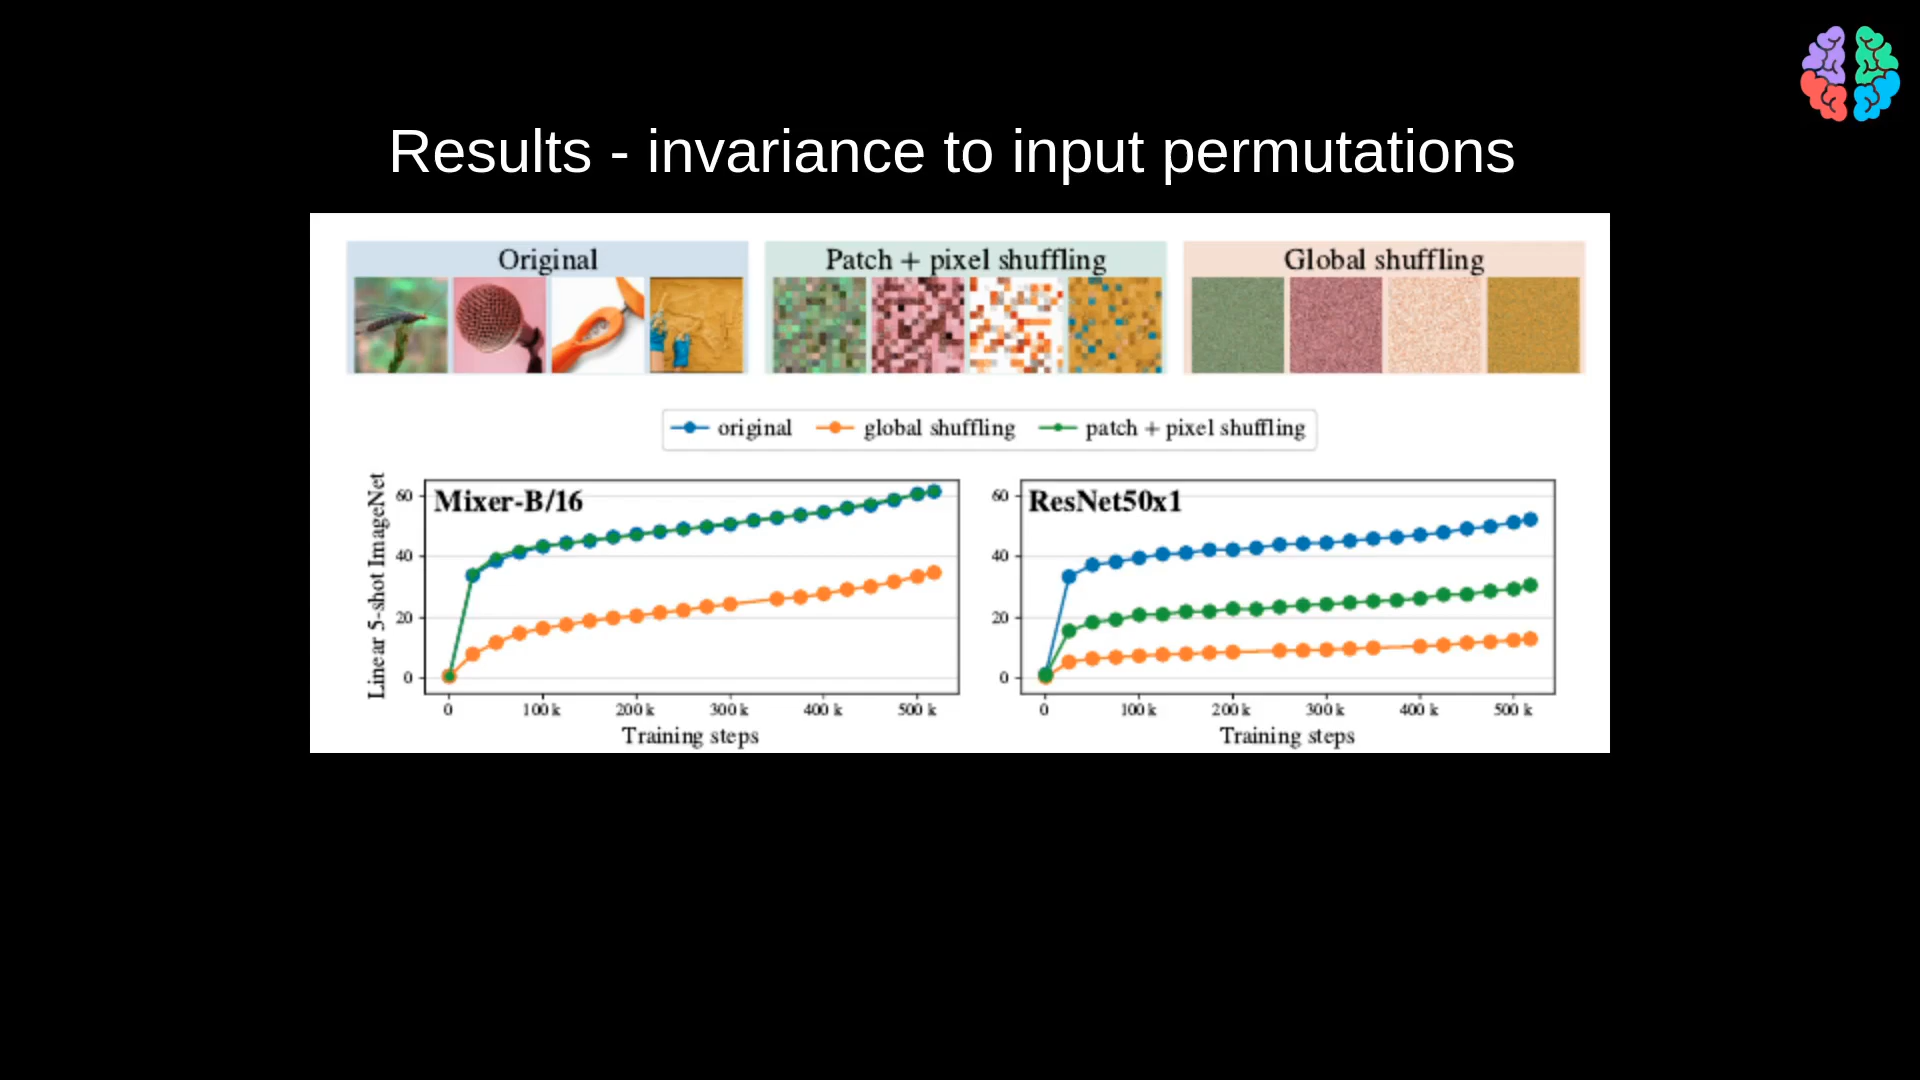 Results - invariance to input permutations
Original
Patch + pixel shuffling
Global shuffling
original
global shuffling
patch + pixel shuffling
Linear 5-shot ImageNet
Mixer-B/16
60
40
20
0
0
100 k
200 k
300 k
400 k
500 k
Training steps
ResNet50x1
60
40
20
0
0
100 k
200 k
300 k
400 k
500 k
Training steps